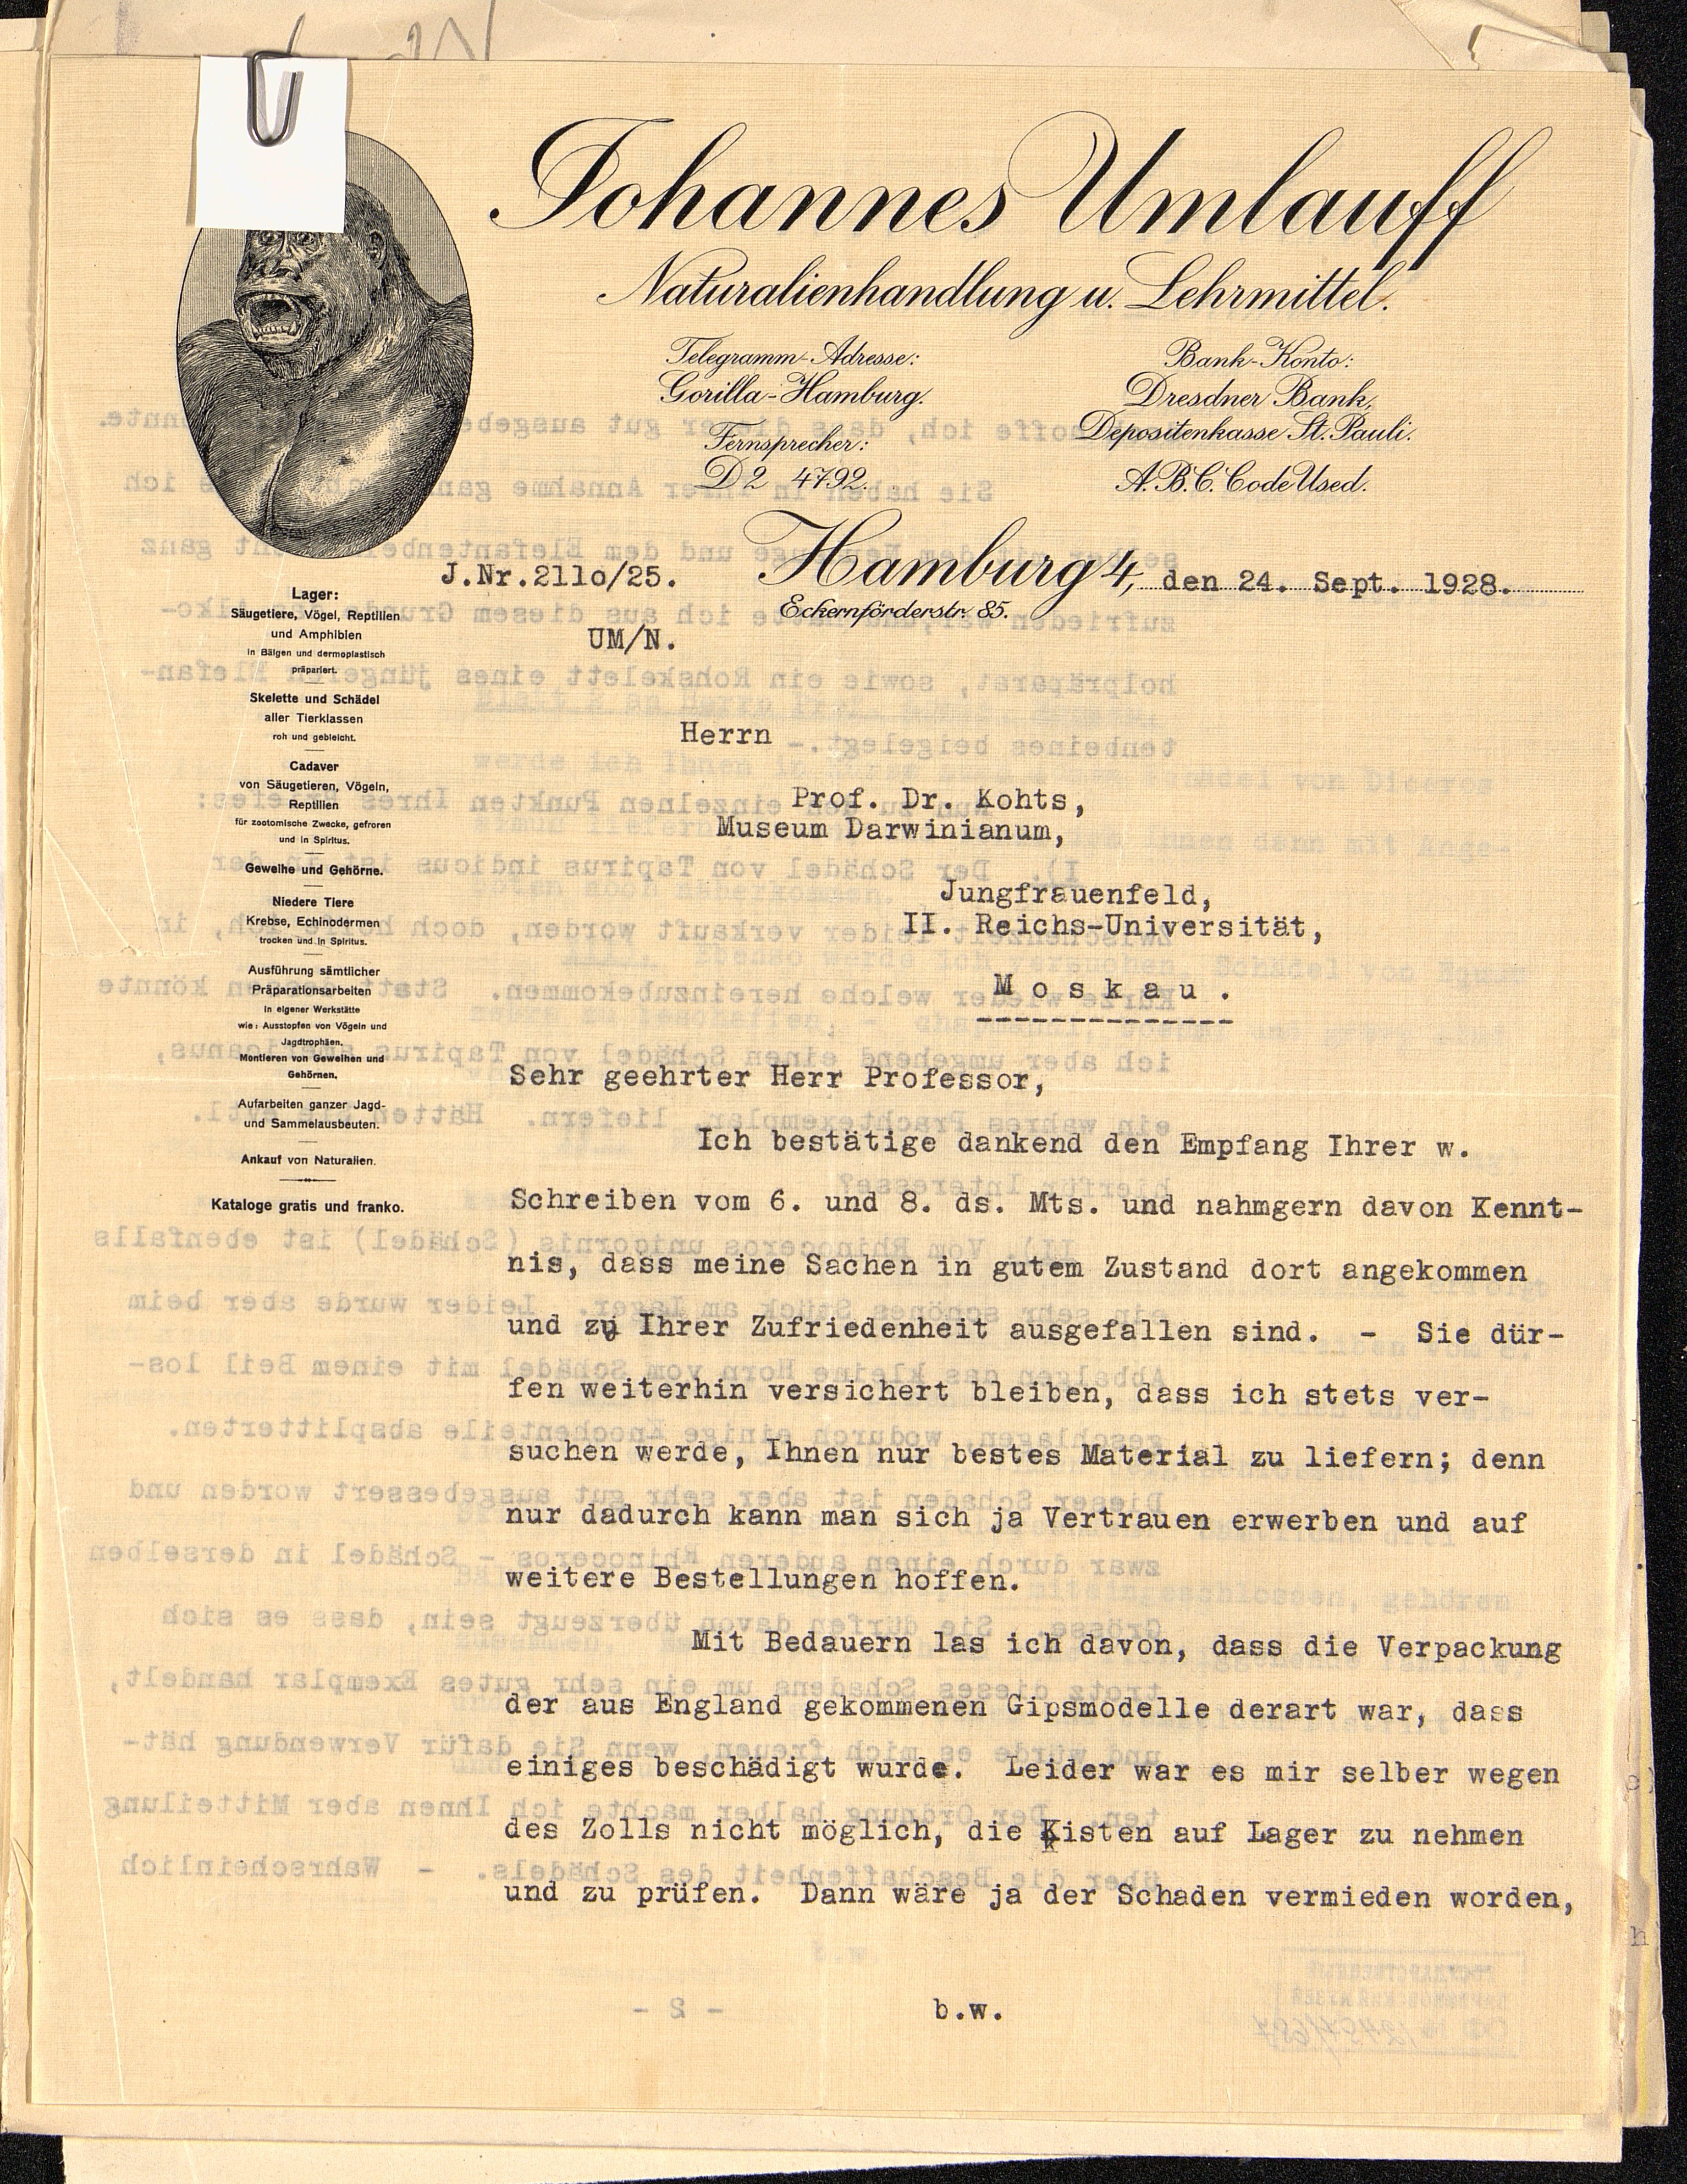 Johannes Umlauff
Naturalienhandlung u. Lehrmittel.
Telegramm-Adresse:
Gorilla-Hamburg.
Fernsprecher:
D2 4792.
Bank-Konto:
Dresdner Bank,
Depositenkasse St. Pauli.
A.B.C. Code Used.
J.Nr.211o/25.
Hamburg 4, den 24. Sept. 1928.
Eckernförderstr. 85.
UM/N.
Lager:
Säugetiere, Vögel, Reptilien
und Amphibien
in Bälgen und dermoplastisch
präpariert.
Skelette und Schädel
aller Tierklassen
roh und gebleicht.
Cadaver
von Säugetieren, Vögeln,
Reptilien
für zootomische Zwecke, gefroren
und in Spiritus.
Geweihe und Gehörne.
Niedere Tiere
Krebse, Echinodermen
trocken und in Spiritus.
Ausführung sämtlicher
Präparationsarbeiten
in eigener Werkstätte
wie: Ausstopfen von Vögeln und
Jagdtrophäen,
Montieren von Geweihen und
Gehörnen.
Aufarbeiten ganzer Jagd-
und Sammelausbeuten.
Ankauf von Naturalien.
Kataloge gratis und franko.
Herrn
Prof. Dr. Kohts,
Museum Darwinianum,
Jungfrauenfeld,
II. Reichs-Universität,
M o s k a u .
Sehr geehrter Herr Professor,
Ich bestätige dankend den Empfang Ihrer w.
Schreiben vom 6. und 8. ds. Mts. und nahmgern davon Kennt-
nis, dass meine Sachen in gutem Zustand dort angekommen
und zu Ihrer Zufriedenheit ausgefallen sind. - Sie dür-
fen weiterhin versichert bleiben, dass ich stets ver-
suchen werde, Ihnen nur bestes Material zu liefern; denn
nur dadurch kann man sich ja Vertrauen erwerben und auf
weitere Bestellungen hoffen.
Mit Bedauern las ich davon, dass die Verpackung
der aus England gekommenen Gipsmodelle derart war, dass
einiges beschädigt wurde. Leider war es mir selber wegen
des Zolls nicht möglich, die Kisten auf Lager zu nehmen
und zu prüfen. Dann wäre ja der Schaden vermieden worden,
b.w.